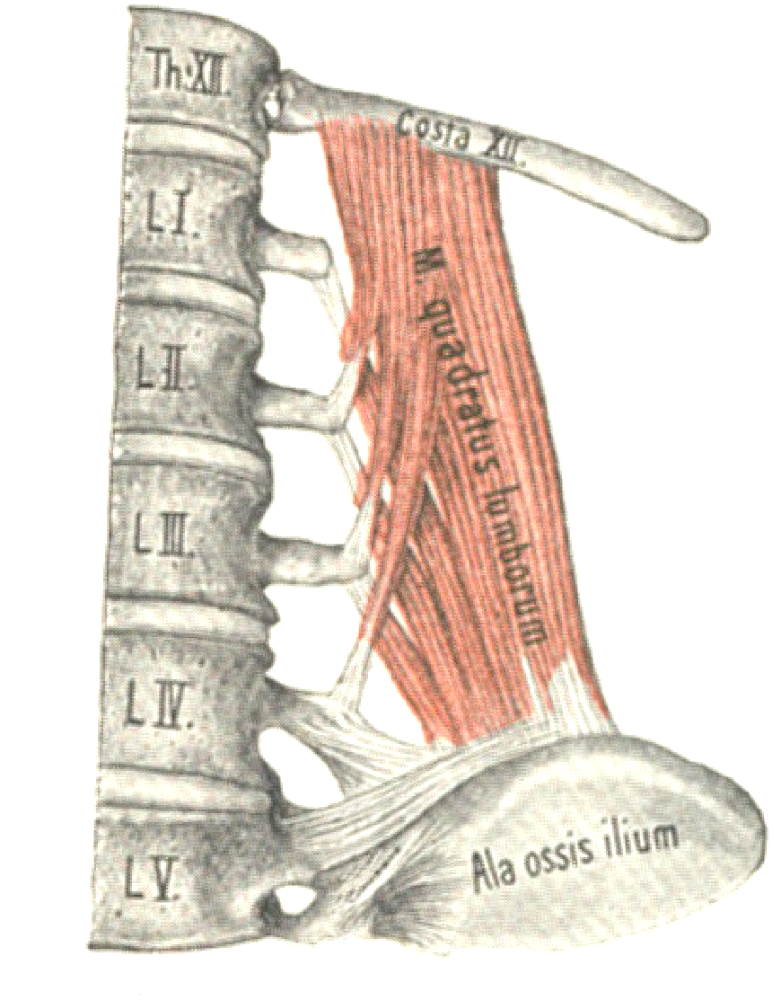 Th.XII.
Costa XII.
L I.
M. quadratus lumborum
L II.
L III.
L IV.
L V.
Ala ossis ilium